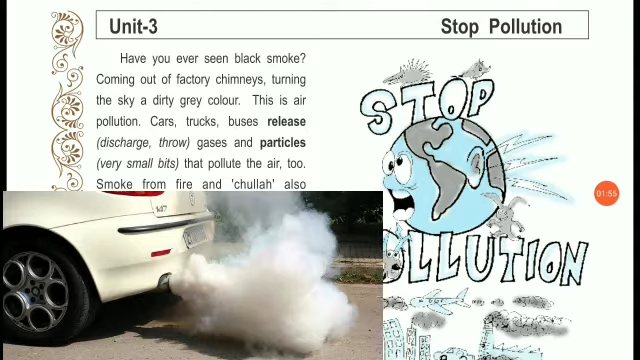 Unit-3 Stop Pollution
Have you ever seen black smoke?
Coming out of factory chimneys, turning
the sky a dirty grey colour. This is air
pollution. Cars, trucks, buses release
(discharge, throw) gases and particles
(very small bits) that pollute the air, too.
Smoke from fire and 'chullah' also
STOP
POLLUTION
01:55